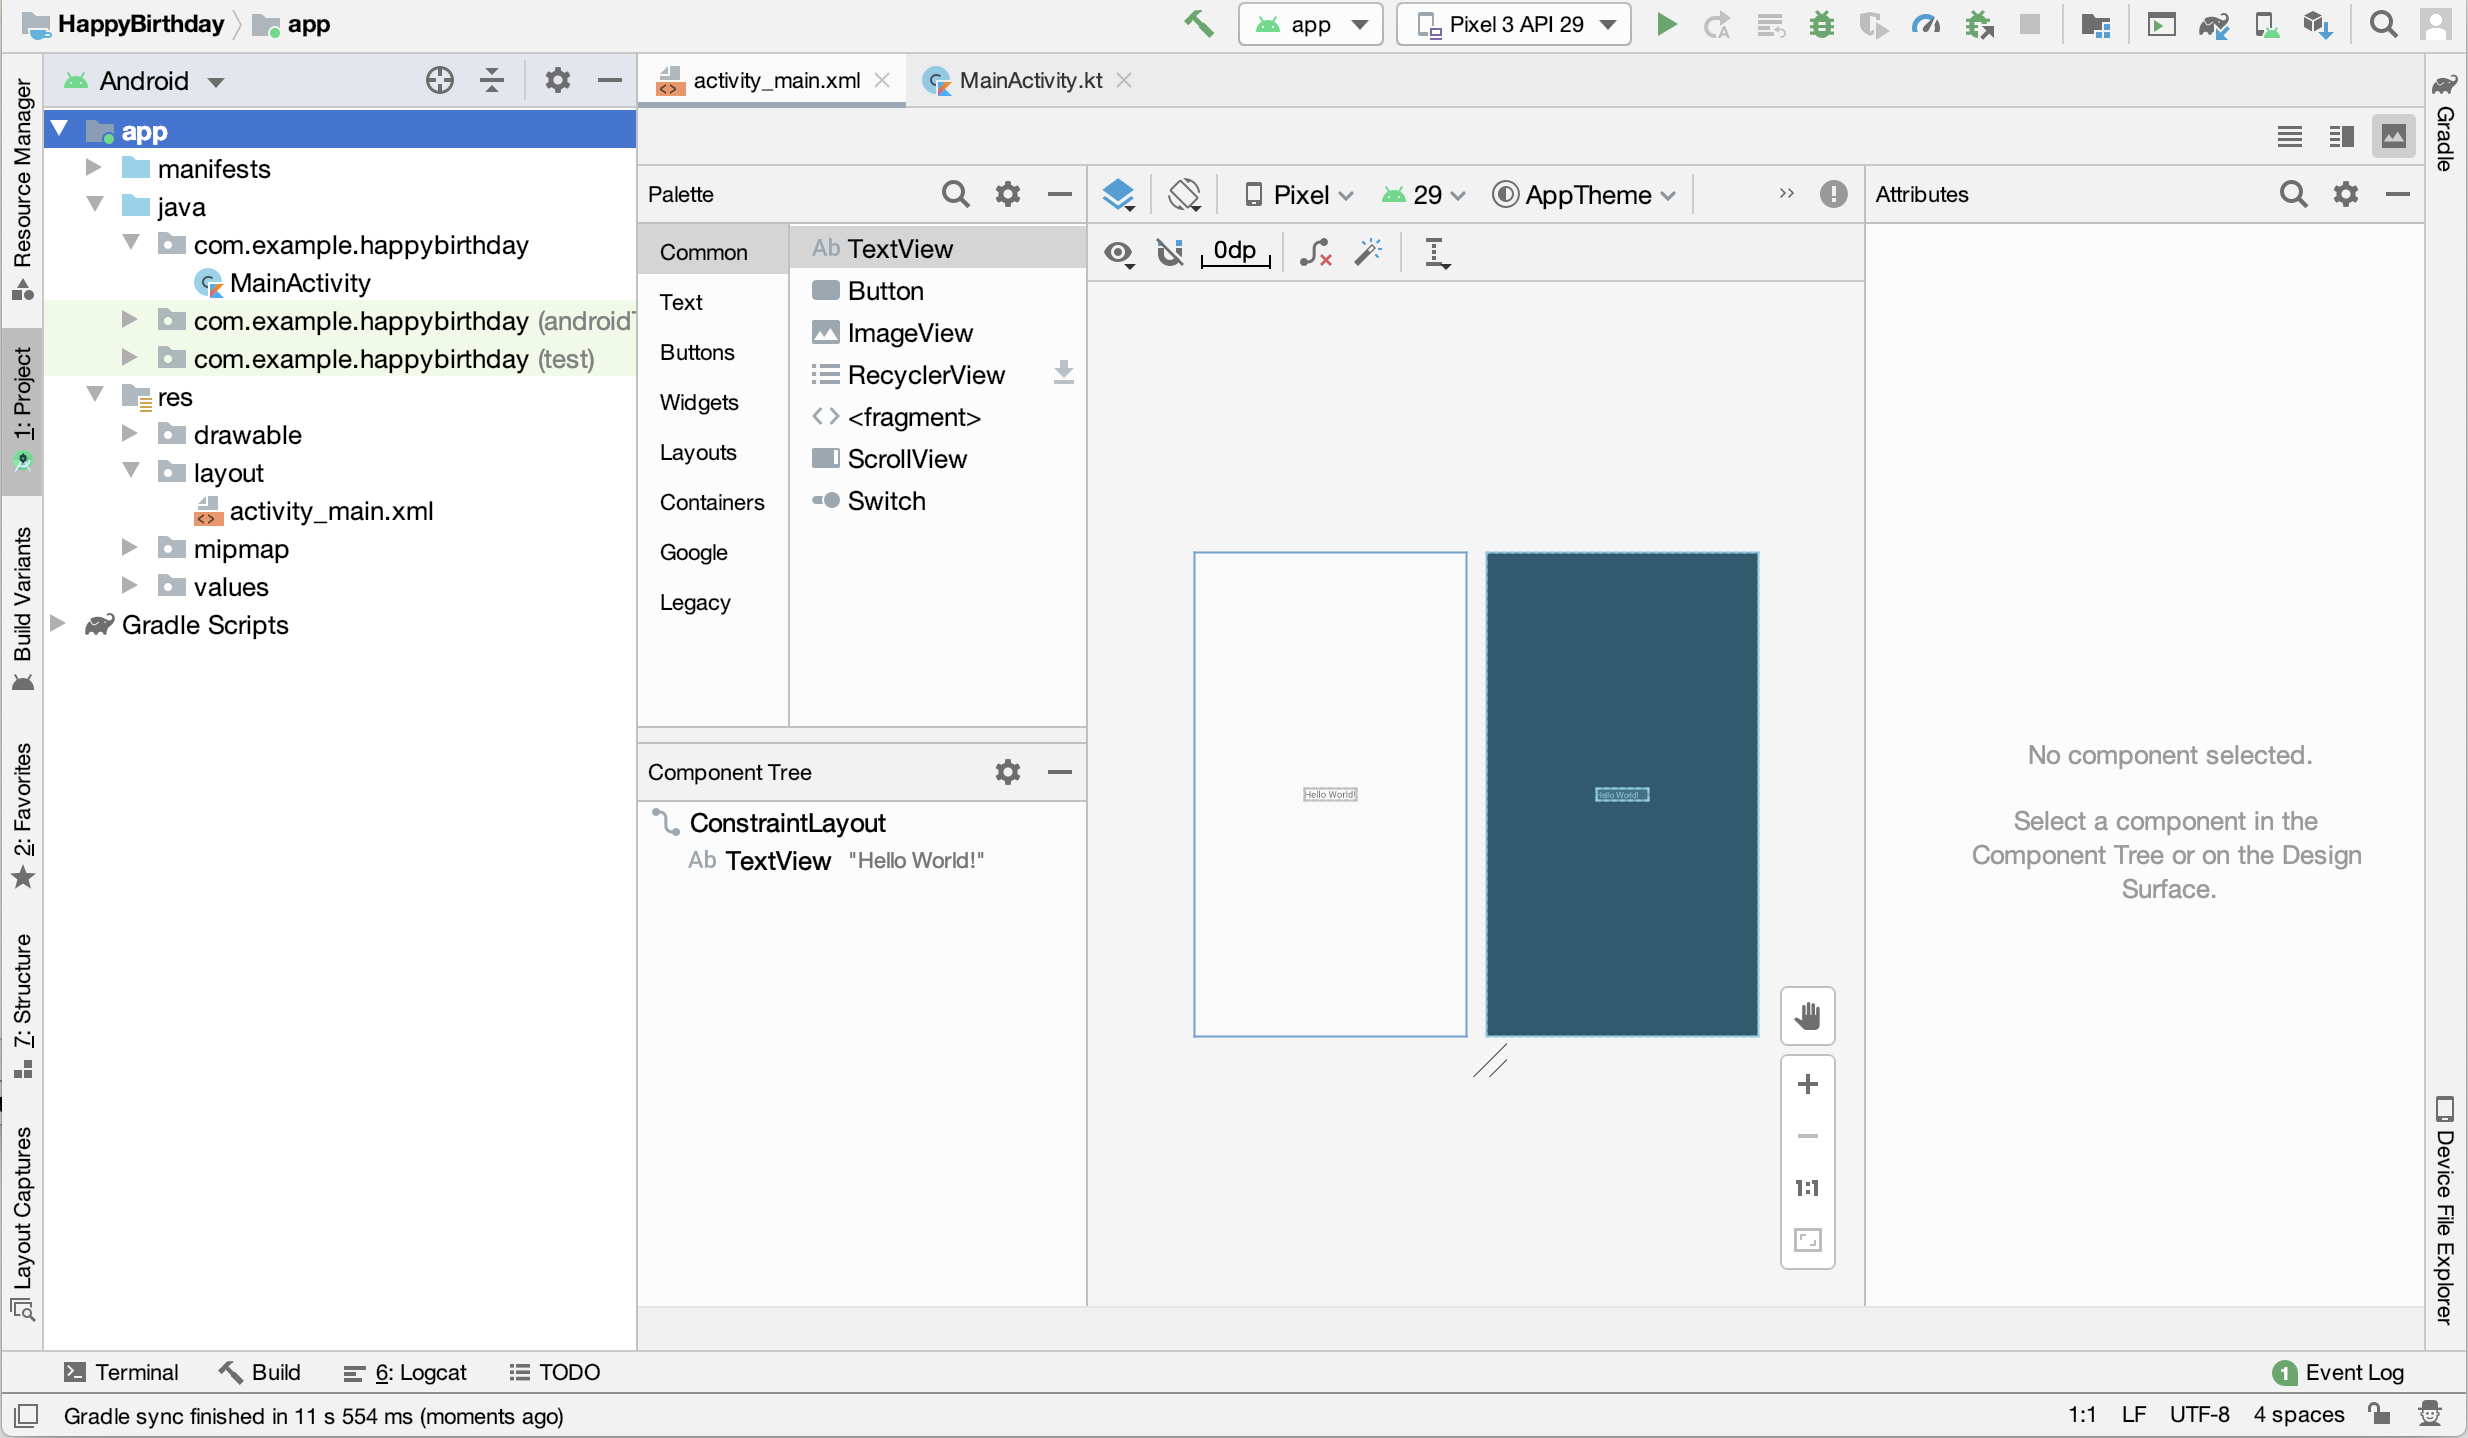 HappyBirthday
app
app
Pixel 3 API 29
Resource Manager
1: Project
Build Variants
2: Favorites
7: Structure
Layout Captures
Android
app
manifests
java
com.example.happybirthday
MainActivity
com.example.happybirthday (androidT
com.example.happybirthday (test)
res
drawable
layout
activity_main.xml
mipmap
values
Gradle Scripts
activity_main.xml
MainActivity.kt
Palette
Common
Text
Buttons
Widgets
Layouts
Containers
Google
Legacy
Ab TextView
Button
ImageView
RecyclerView
<fragment>
ScrollView
Switch
Component Tree
ConstraintLayout
Ab TextView "Hello World!"
Pixel
29
AppTheme
0dp
Hello World!
Hello World!
1:1
Attributes
No component selected.
Select a component in the
Component Tree or on the Design
Surface.
Gradle
Device File Explorer
Terminal
Build
6: Logcat
TODO
1 Event Log
Gradle sync finished in 11 s 554 ms (moments ago)
1:1 LF UTF-8 4 spaces